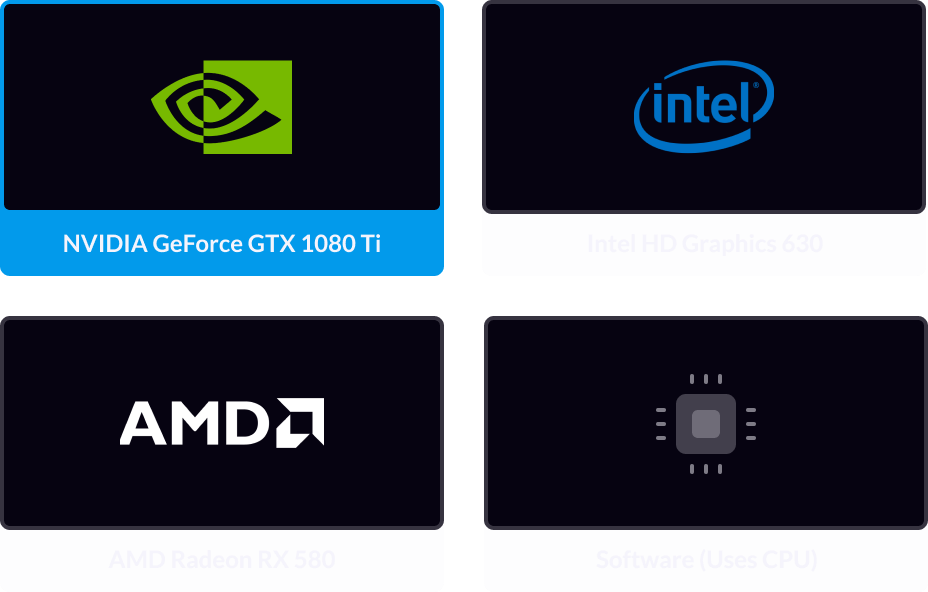 intel®
NVIDIA GeForce GTX 1080 Ti
Intel HD Graphics 630
AMD
AMD Radeon RX 580
Software (Uses CPU)